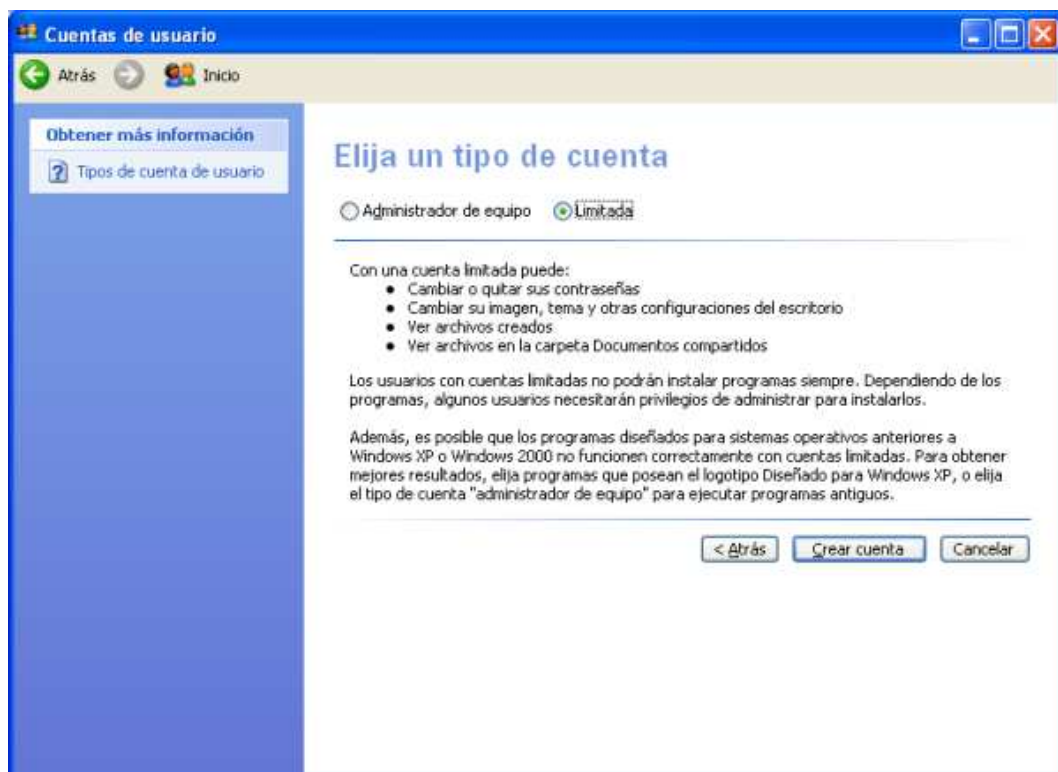 Cuentas de usuario
Atrás
Inicio
Obtener más información
Tipos de cuenta de usuario
Elija un tipo de cuenta
Administrador de equipo
Limitada
Con una cuenta limitada puede:
• Cambiar o quitar sus contraseñas
• Cambiar su imagen, tema y otras configuraciones del escritorio
• Ver archivos creados
• Ver archivos en la carpeta Documentos compartidos
Los usuarios con cuentas limitadas no podrán instalar programas siempre. Dependiendo de los
programas, algunos usuarios necesitarán privilegios de administrar para instalarlos.
Además, es posible que los programas diseñados para sistemas operativos anteriores a
Windows XP o Windows 2000 no funcionen correctamente con cuentas limitadas. Para obtener
mejores resultados, elija programas que posean el logotipo Diseñado para Windows XP, o elija
el tipo de cuenta "administrador de equipo" para ejecutar programas antiguos.
< Atrás
Crear cuenta
Cancelar